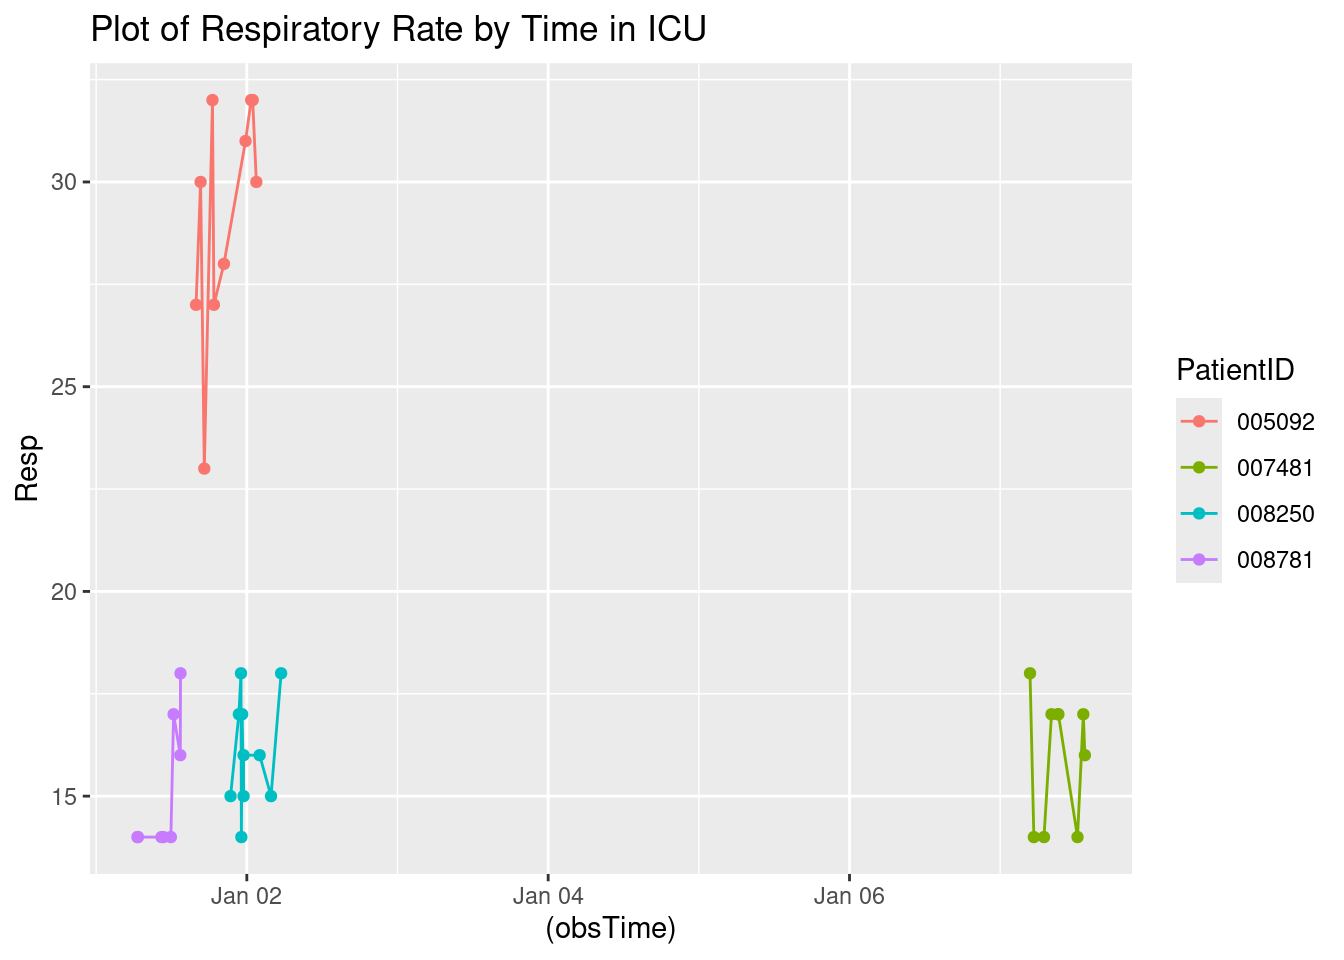 Plot of Respiratory Rate by Time in ICU
30
25
20
15
Resp
Jan 02
Jan 04
Jan 06
(obsTime)
PatientID
005092
007481
008250
008781